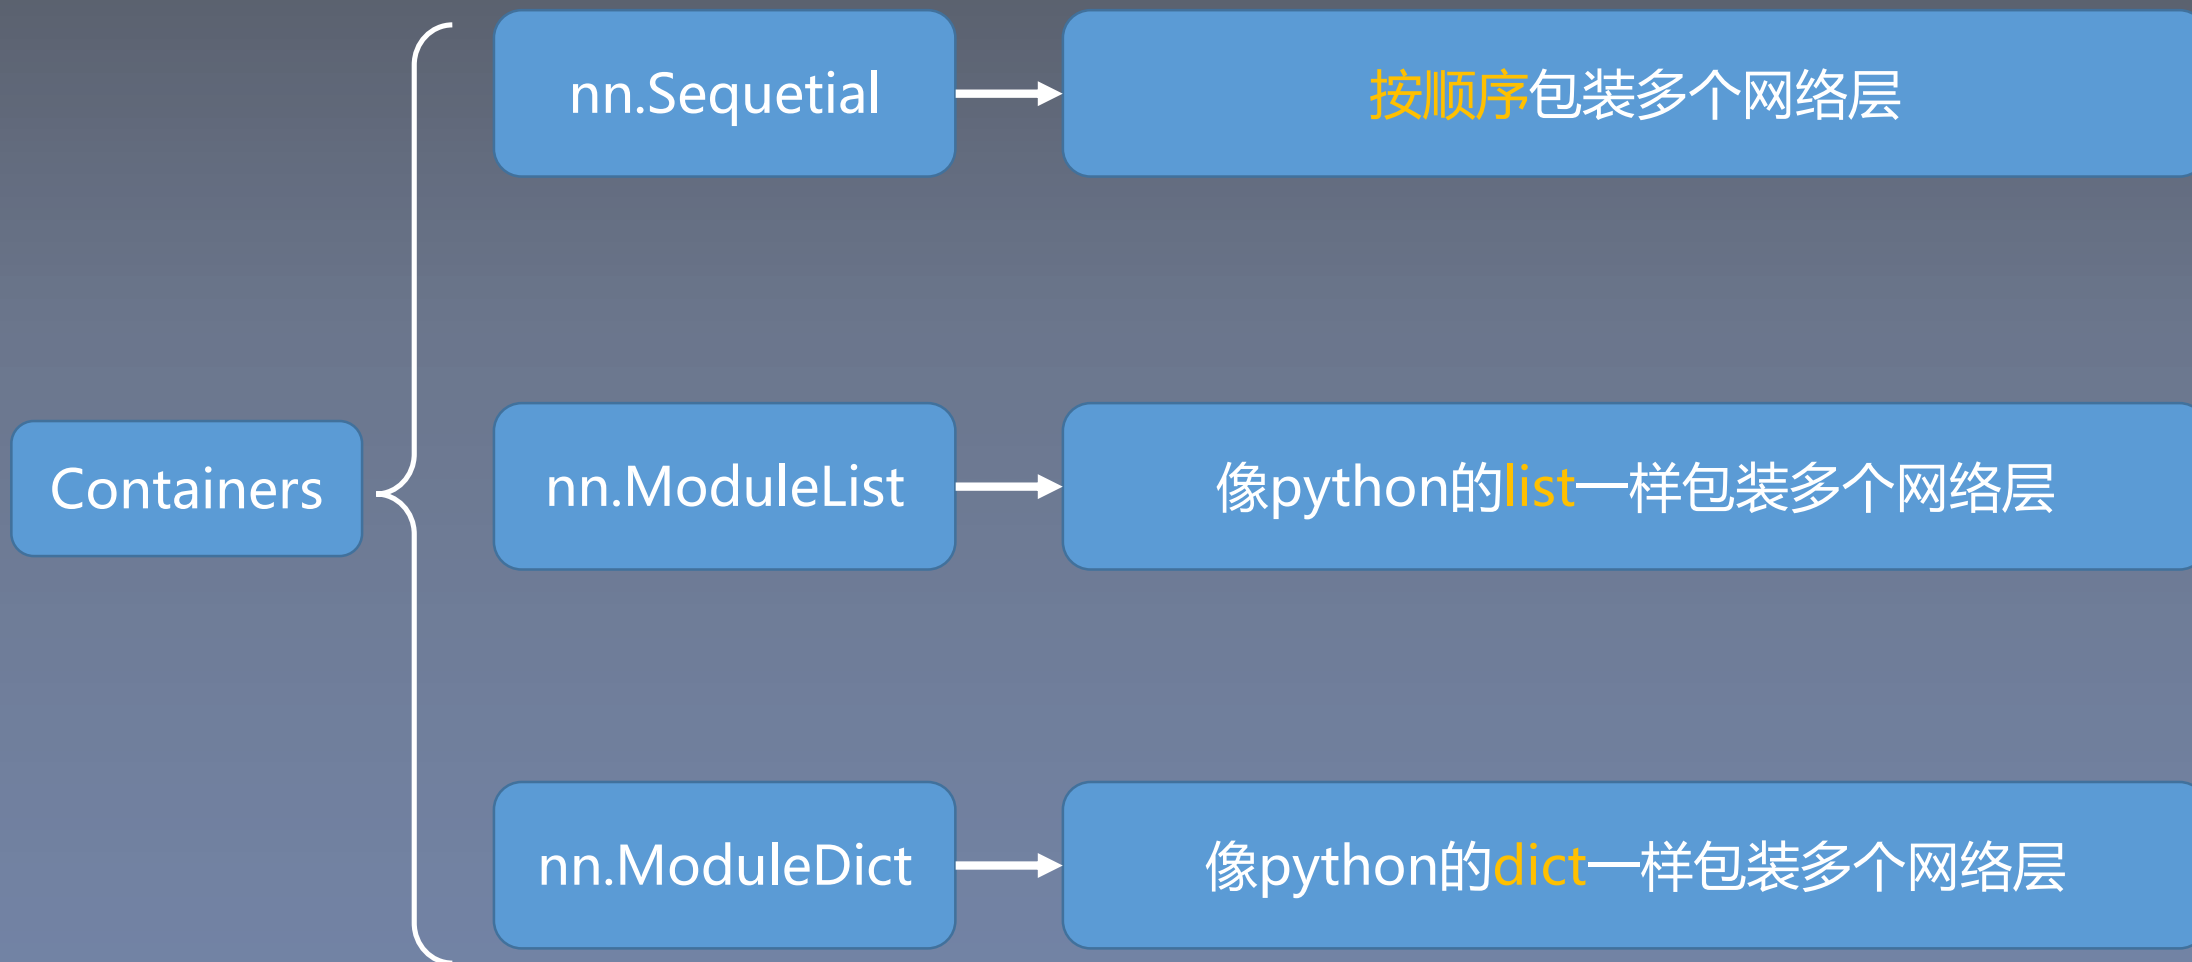 nn.Sequetial
按顺序包装多个网络层
Containers
nn.ModuleList
像python的list一样包装多个网络层
nn.ModuleDict
像python的dict一样包装多个网络层